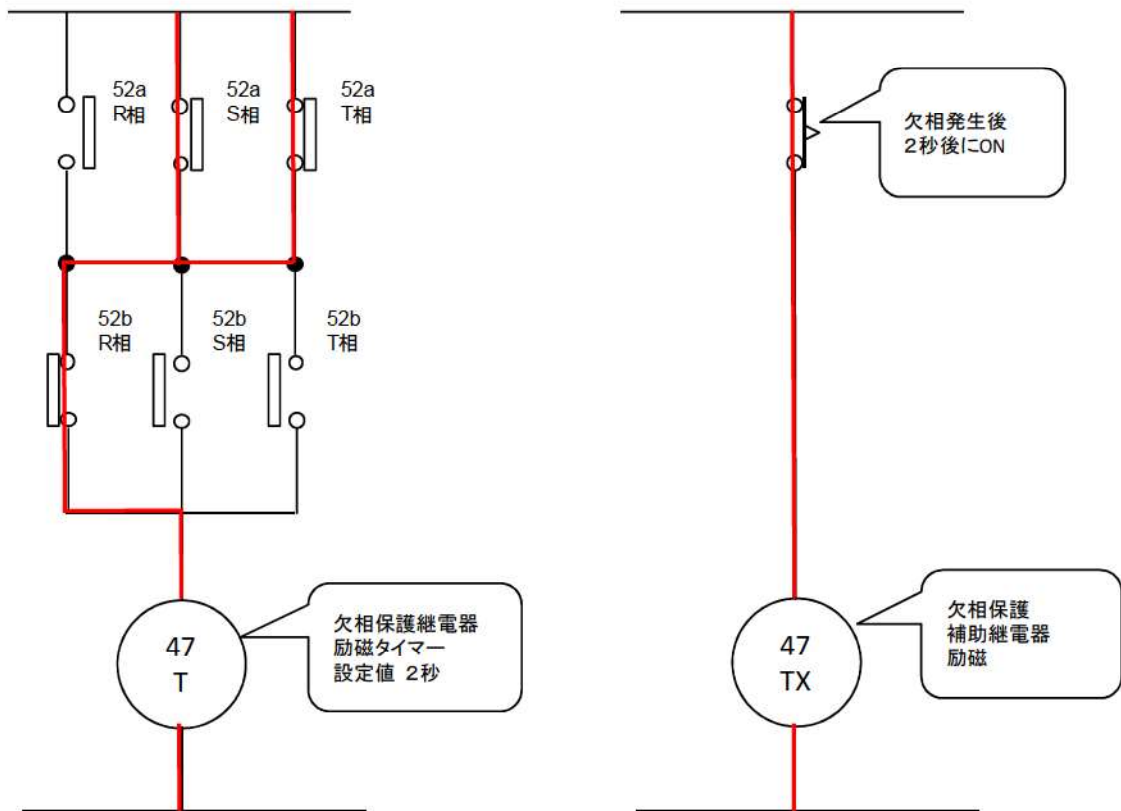 52a
R相
52a
S相
52a
T相
欠相発生後
2秒後にON
52b
R相
52b
S相
52b
T相
47
T
欠相保護継電器
励磁タイマー
設定値 2秒
47
TX
欠相保護
補助継電器
励磁